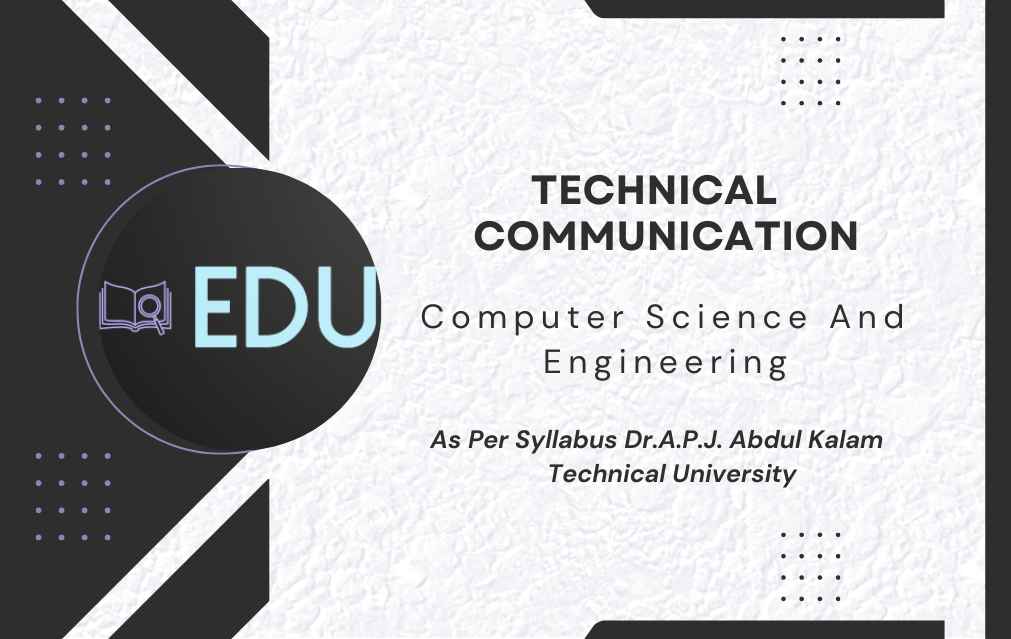 EDU
TECHNICAL
COMMUNICATION
Computer Science And
Engineering
As Per Syllabus Dr.A.P.J. Abdul Kalam
Technical University